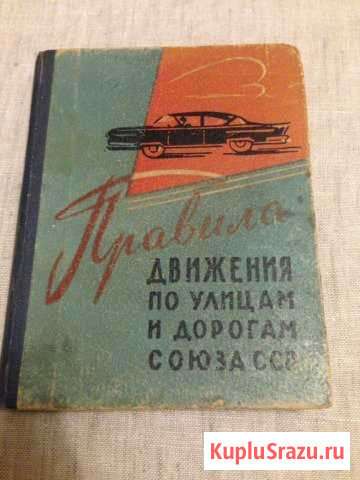 Правила
ДВИЖЕНИЯ
ПО УЛИЦАМ
И ДОРОГАМ
СОЮЗА ССР
KupluSrazu.ru